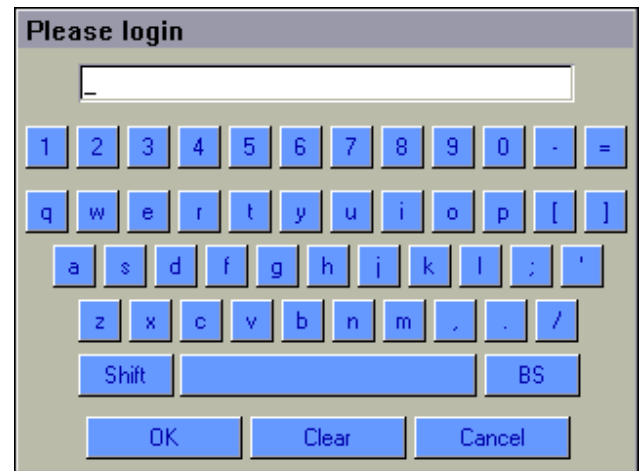 Please login
_
1 2 3 4 5 6 7 8 9 0 - =
q w e r t y u i o p [ ]
a s d f g h j k l ; '
z x c v b n m , . /
Shift BS
OK Clear Cancel